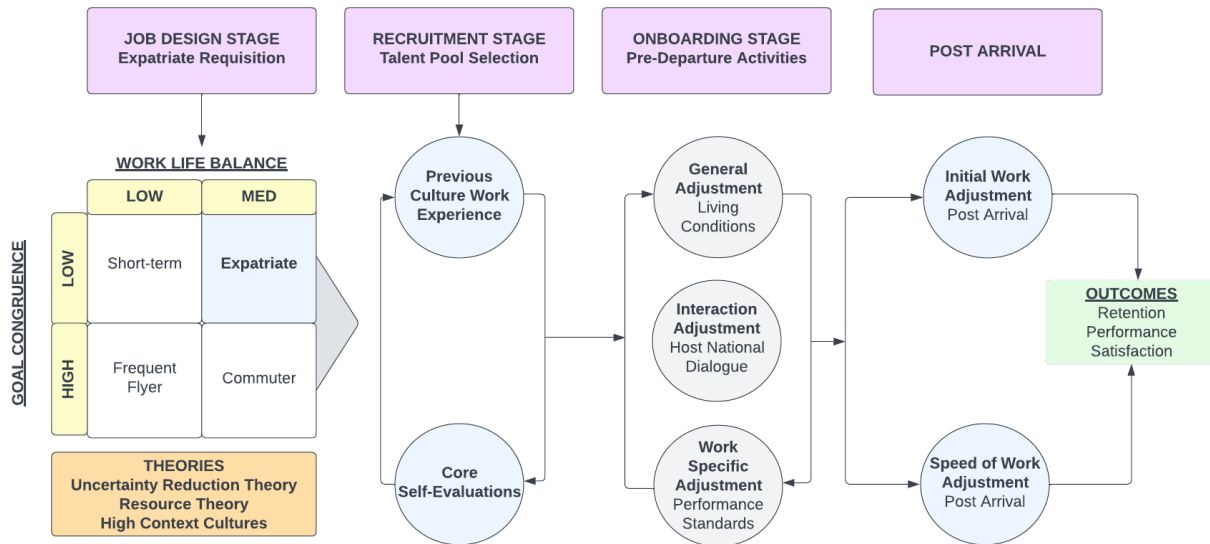 JOB DESIGN STAGE
Expatriate Requisition
RECRUITMENT STAGE
Talent Pool Selection
ONBOARDING STAGE
Pre-Departure Activities
POST ARRIVAL
WORK LIFE BALANCE
LOW
MED
GOAL CONGRUENCE
LOW
Short-term
Expatriate
HIGH
Frequent
Flyer
Commuter
THEORIES
Uncertainty Reduction Theory
Resource Theory
High Context Cultures
Previous
Culture Work
Experience
Core
Self-Evaluations
General
Adjustment
Living
Conditions
Interaction
Adjustment
Host National
Dialogue
Work
Specific
Adjustment
Performance
Standards
Initial Work
Adjustment
Post Arrival
Speed of Work
Adjustment
Post Arrival
OUTCOMES
Retention
Performance
Satisfaction